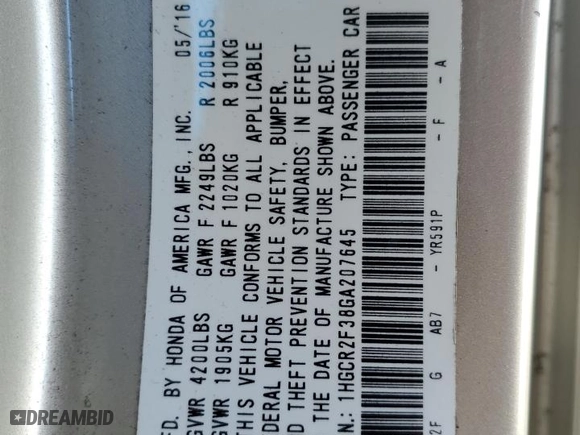 FD. BY HONDA OF AMERICA MFG., INC. 05/'16
GVWR 4200LBS GAWR F 2249LBS R 2006LBS
GVWR 1905KG GAWR F 1020KG R 910KG
THIS VEHICLE CONFORMS TO ALL APPLICABLE
DERAL MOTOR VEHICLE SAFETY, BUMPER,
D THEFT PREVENTION STANDARDS IN EFFECT
THE DATE OF MANUFACTURE SHOWN ABOVE.
N.: 1HGCR2F38GA207645 TYPE: PASSENGER CAR
2F G AB7 - YR591P - F - A
DREAMBID